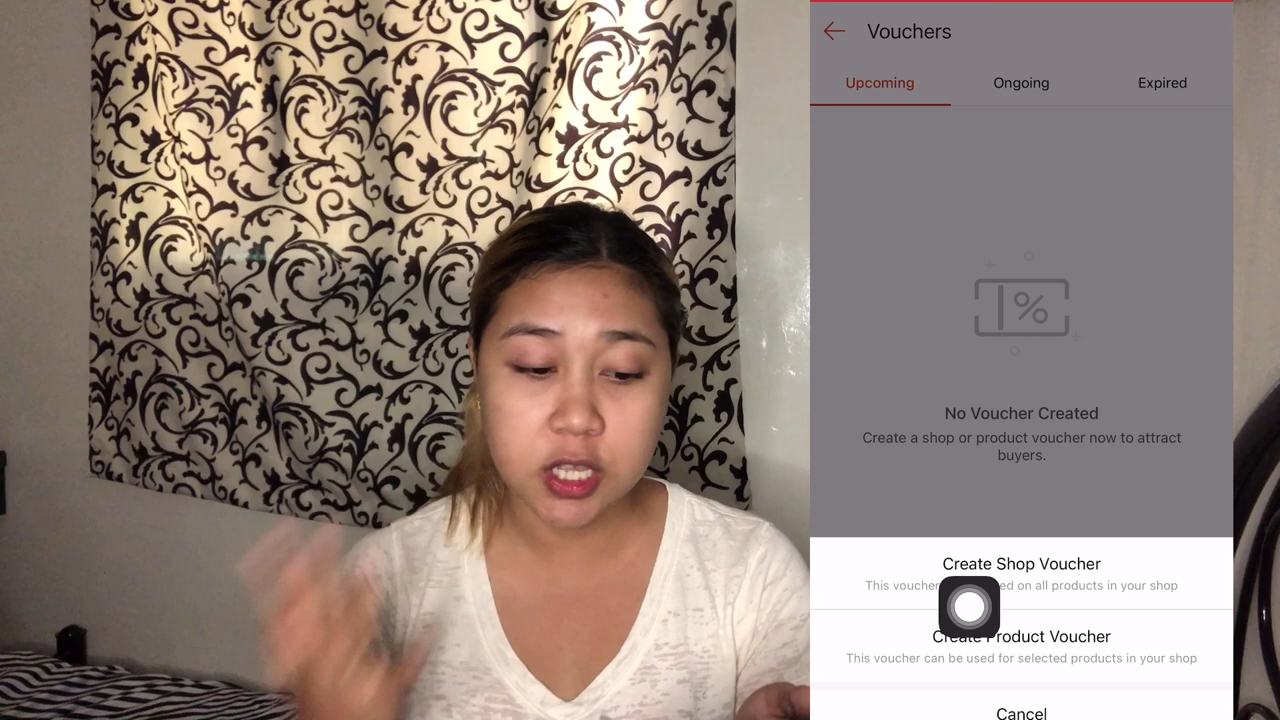 Vouchers
Upcoming
Ongoing
Expired
%
No Voucher Created
Create a shop or product voucher now to attract
buyers.
Create Shop Voucher
This voucher on all products in your shop
Create Product Voucher
This voucher can be used for selected products in your shop
Cancel